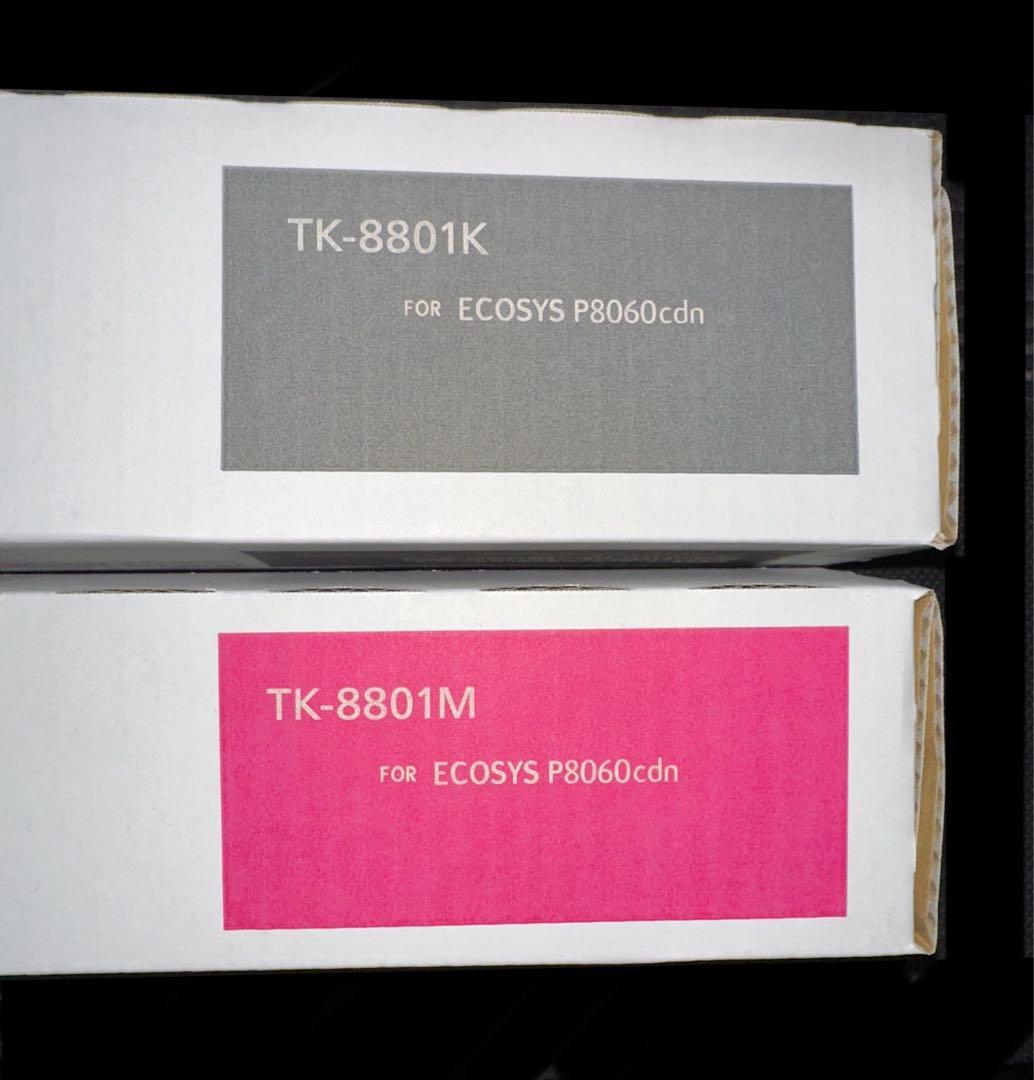 TK-8801K
FOR ECOSYS P8060cdn
TK-8801M
FOR ECOSYS P8060cdn